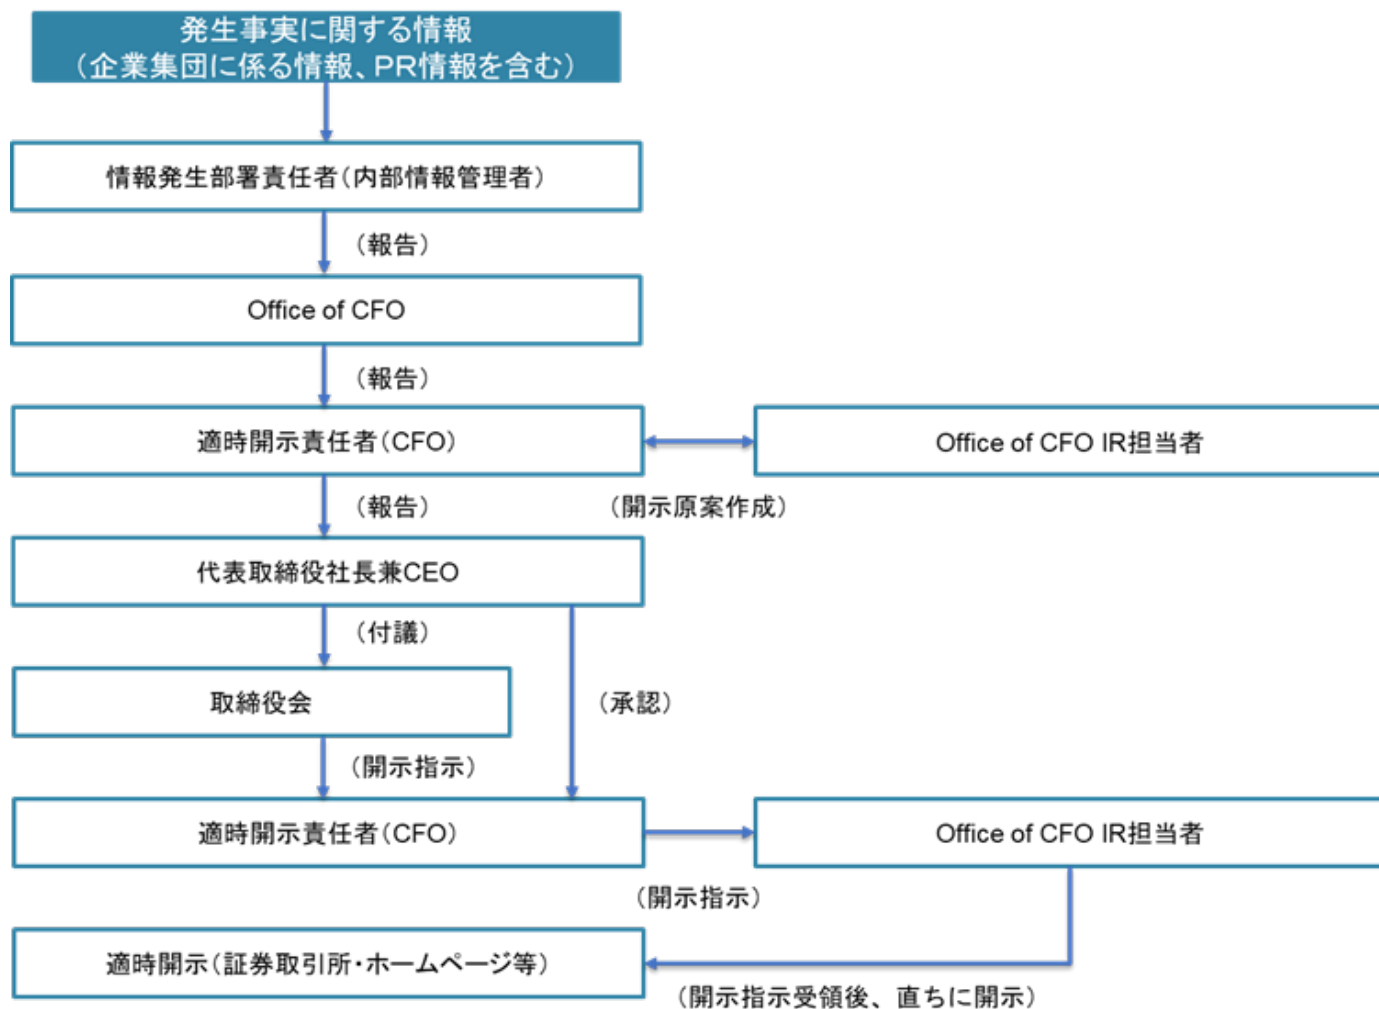 発生事実に関する情報
（企業集団に係る情報、ＰＲ情報を含む）
情報発生部署責任者（内部情報管理者）
（報告）
Office of CFO
（報告）
適時開示責任者（CFO）
Office of CFO IR担当者
（報告）
（開示原案作成）
代表取締役社長兼CEO
（付議）
取締役会
（承認）
（開示指示）
適時開示責任者（CFO）
Office of CFO IR担当者
（開示指示）
適時開示（証券取引所・ホームページ等）
（開示指示受領後、直ちに開示）